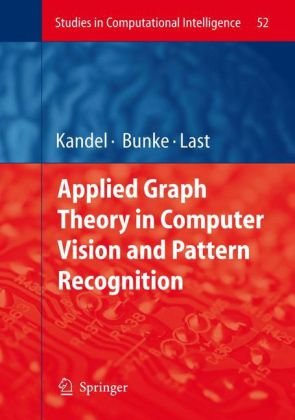 Studies in Computational Intelligence 52
Kandel · Bunke · Last
Applied Graph
Theory in Computer
Vision and Pattern
Recognition
Springer